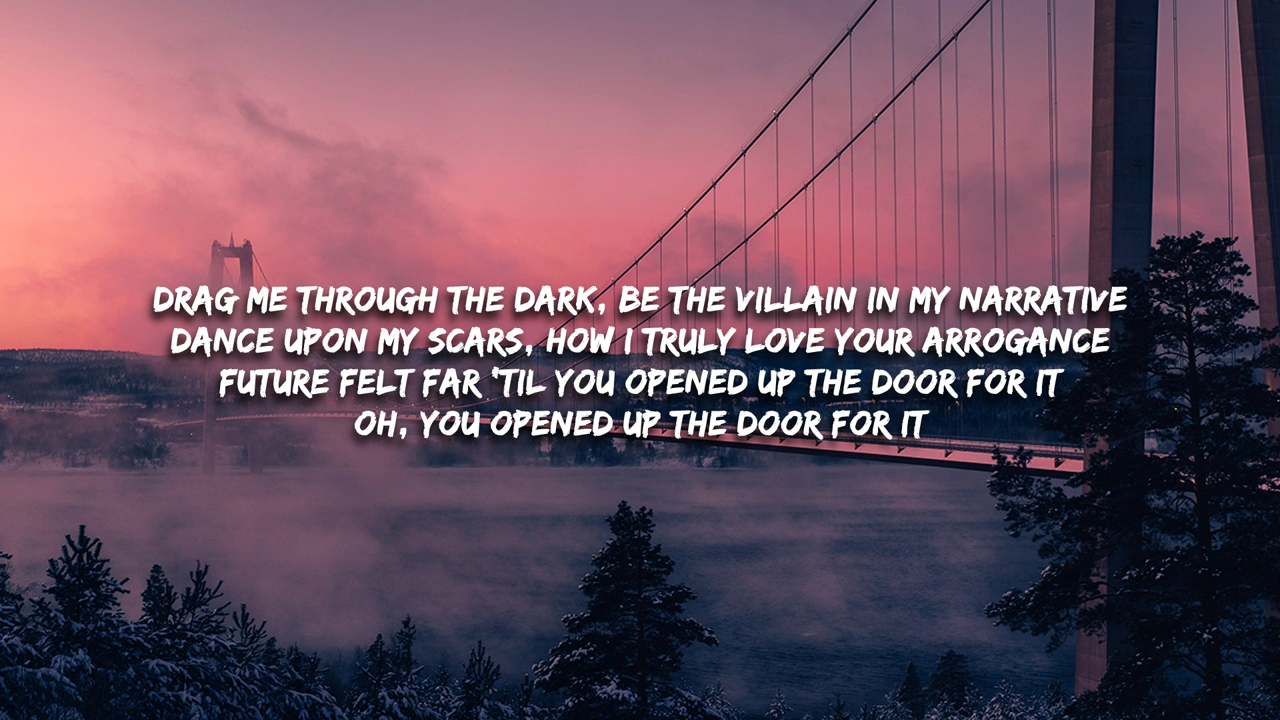 DRAG ME THROUGH THE DARK, BE THE VILLAIN IN MY NARRATIVE
DANCE UPON MY SCARS, HOW I TRULY LOVE YOUR ARROGANCE
FUTURE FELT FAR 'TIL YOU OPENED UP THE DOOR FOR IT
OH, YOU OPENED UP THE DOOR FOR IT